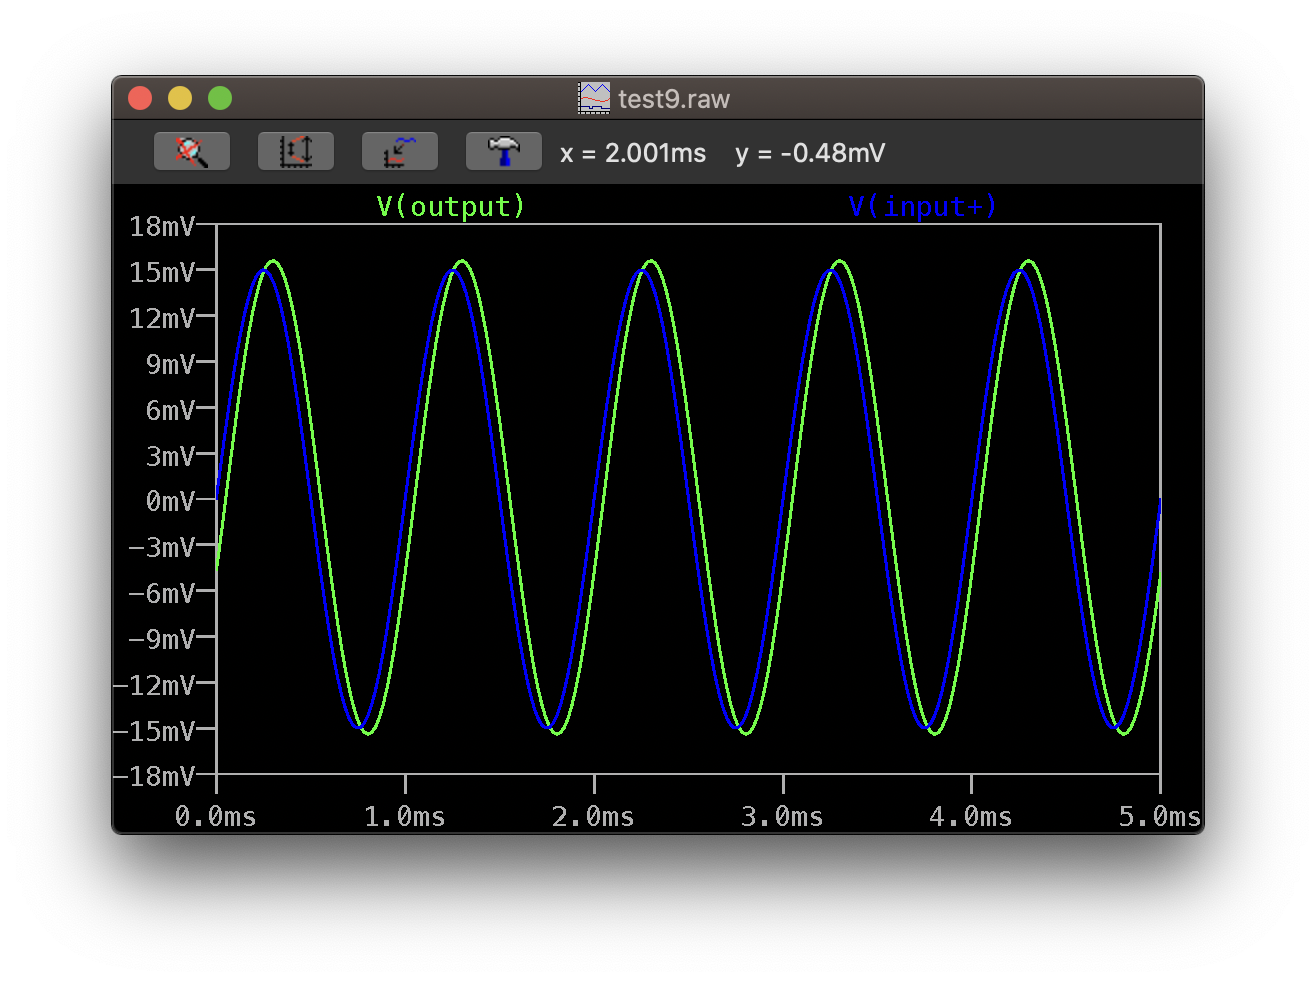 test9.raw
x = 2.001ms y = -0.48mV
V(output) V(input+)
18mV
15mV
12mV
9mV
6mV
3mV
0mV
-3mV
-6mV
-9mV
-12mV
-15mV
-18mV
0.0ms 1.0ms 2.0ms 3.0ms 4.0ms 5.0ms